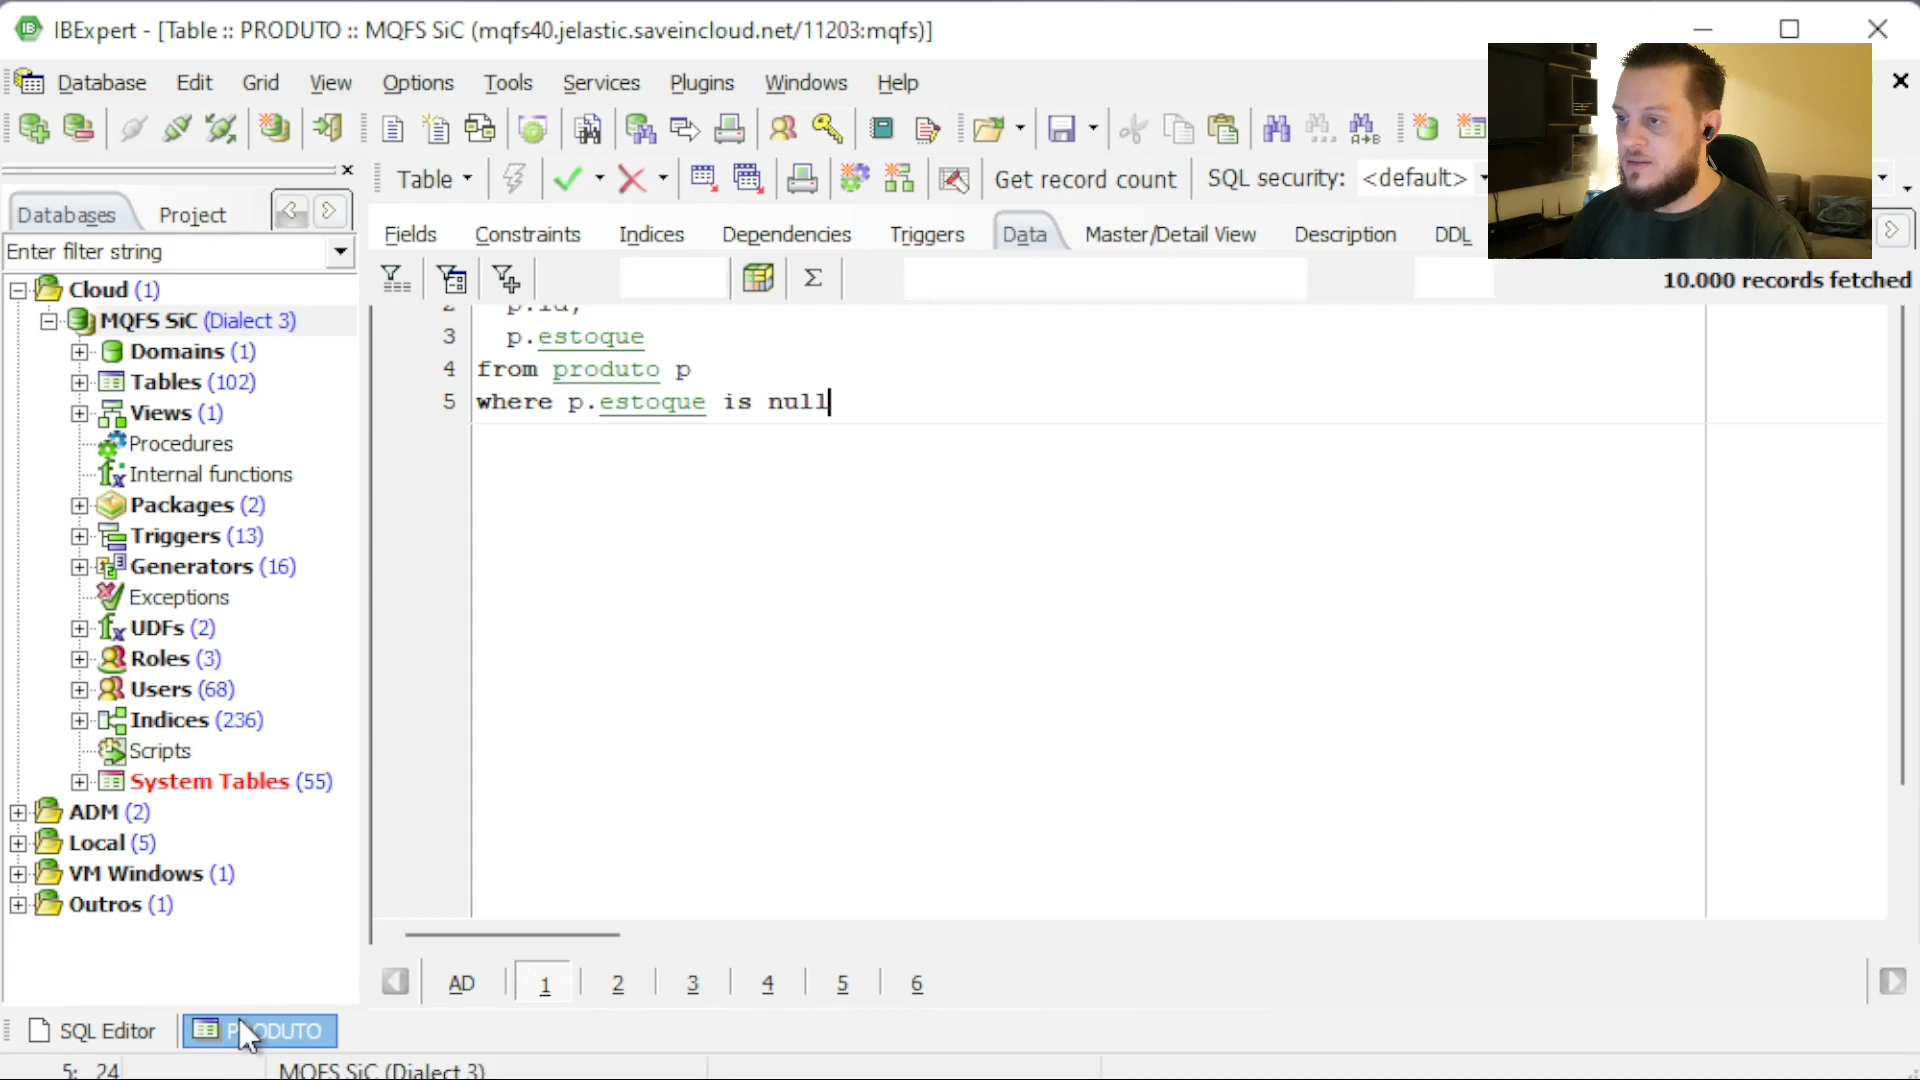 IBExpert - [Table :: PRODUTO :: MQFS SiC (mqfs40.jelastic.saveincloud.net/11203:mqfs)]
Database Edit Grid View Options Tools Services Plugins Windows Help
Table Get record count SQL security: <default>
Databases Project
Fields Constraints Indices Dependencies Triggers Data Master/Detail View Description DDL
Enter filter string
10.000 records fetched
Cloud (1)
MQFS SiC (Dialect 3)
Domains (1)
Tables (102)
Views (1)
Procedures
Internal functions
Packages (2)
Triggers (13)
Generators (16)
Exceptions
UDFs (2)
Roles (3)
Users (68)
Indices (236)
Scripts
System Tables (55)
ADM (2)
Local (5)
VM Windows (1)
Outros (1)
2 p.id,
3 p.estoque
4 from produto p
5 where p.estoque is null
AD 1 2 3 4 5 6
SQL Editor PRODUTO
5: 24 MQFS SiC (Dialect 3)